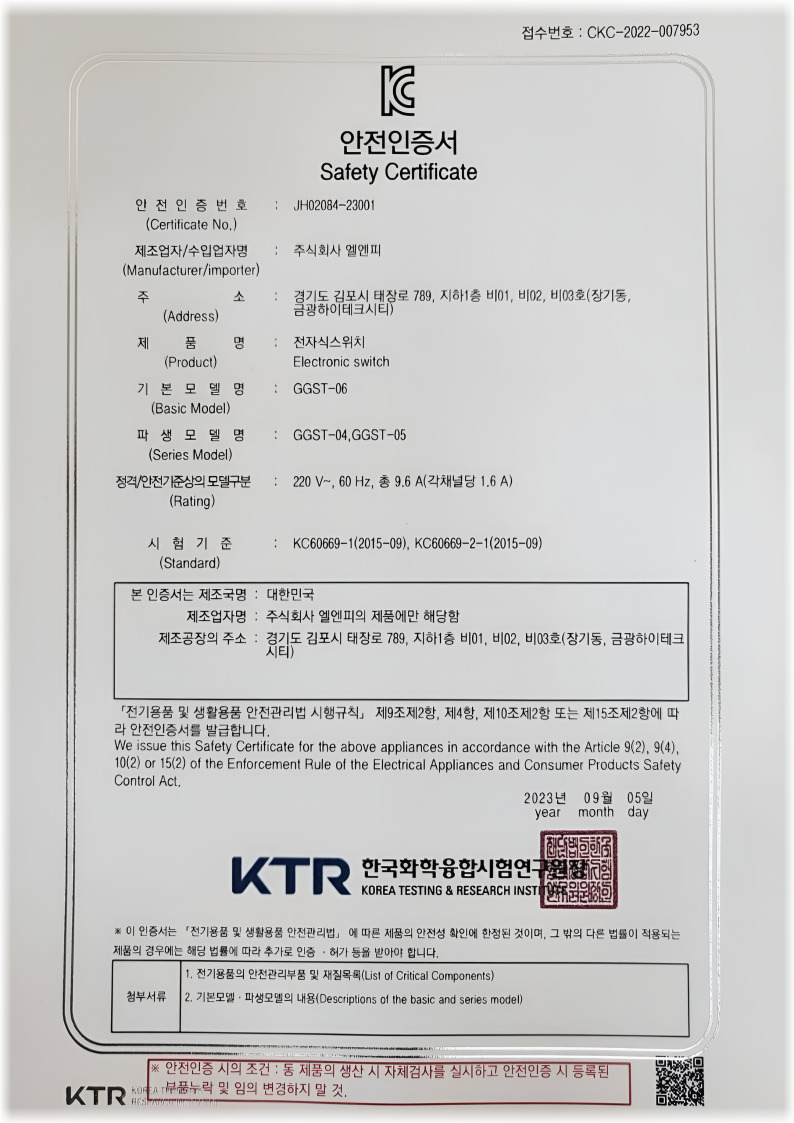 접수번호 : CKC-2022-007953
안전인증서
Safety Certificate
안 전 인 증 번 호 : JH02084-23001
(Certificate No.)
제조업자/수입업자명 : 주식회사 엘엔피
(Manufacturer/importer)
주 소 : 경기도 김포시 태장로 789, 지하1층 비01, 비02, 비03호(장기동,
금광하이테크시티)
(Address)
제 품 명 : 전자식스위치
(Product) Electronic switch
기 본 모 델 명 : GGST-06
(Basic Model)
파 생 모 델 명 : GGST-04,GGST-05
(Series Model)
정격/안전기준상의 모델구분 : 220 V~, 60 Hz, 총 9.6 A(각채널당 1.6 A)
(Rating)
시 험 기 준 : KC60669-1(2015-09), KC60669-2-1(2015-09)
(Standard)
본 인증서는 제조국명 : 대한민국
제조업자명 : 주식회사 엘엔피의 제품에만 해당함
제조공장의 주소 : 경기도 김포시 태장로 789, 지하1층 비01, 비02, 비03호(장기동, 금광하이테크
시티)
「전기용품 및 생활용품 안전관리법 시행규칙」 제9조제2항, 제4항, 제10조제2항 또는 제15조제2항에 따
라 안전인증서를 발급합니다.
We issue this Safety Certificate for the above appliances in accordance with the Article 9(2), 9(4),
10(2) or 15(2) of the Enforcement Rule of the Electrical Appliances and Consumer Products Safety
Control Act.
2023년 09월 05일
year month day
KTR 한국화학융합시험연구원장
KOREA TESTING & RESEARCH INSTITUTE
※ 이 인증서는 「전기용품 및 생활용품 안전관리법」 에 따른 제품의 안전성 확인에 한정된 것이며, 그 밖의 다른 법률이 적용되는
제품의 경우에는 해당 법률에 따라 추가로 인증 · 허가 등을 받아야 합니다.
첨부서류
1. 전기용품의 안전관리부품 및 재질목록(List of Critical Components)
2. 기본모델 · 파생모델의 내용(Descriptions of the basic and series model)
※ 안전인증 시의 조건 : 동 제품의 생산 시 자체검사를 실시하고 안전인증 시 등록된
부품누락 및 임의 변경하지 말 것.
KTR